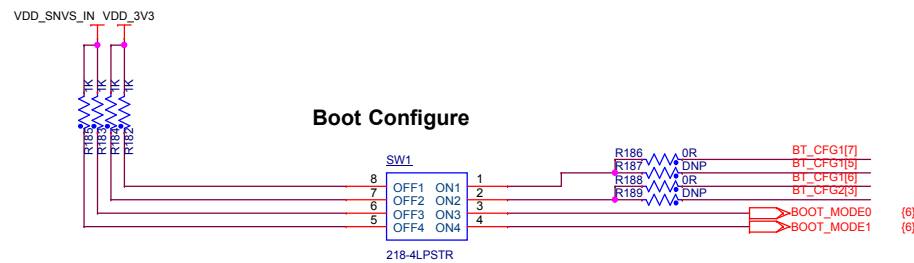 VDD_SNVS_IN VDD_3V3
1K 1K 1K 1K
R185 R183 R184 R182
Boot Configure
SW1
8 OFF1 ON1 1
7 OFF2 ON2 2
6 OFF3 ON3 3
5 OFF4 ON4 4
218-4LPSTR
R186 0R BT_CFG1[7]
R187 DNP BT_CFG1[5]
R188 0R BT_CFG1[6]
R189 DNP BT_CFG2[3]
BOOT_MODE0 {6}
BOOT_MODE1 {6}